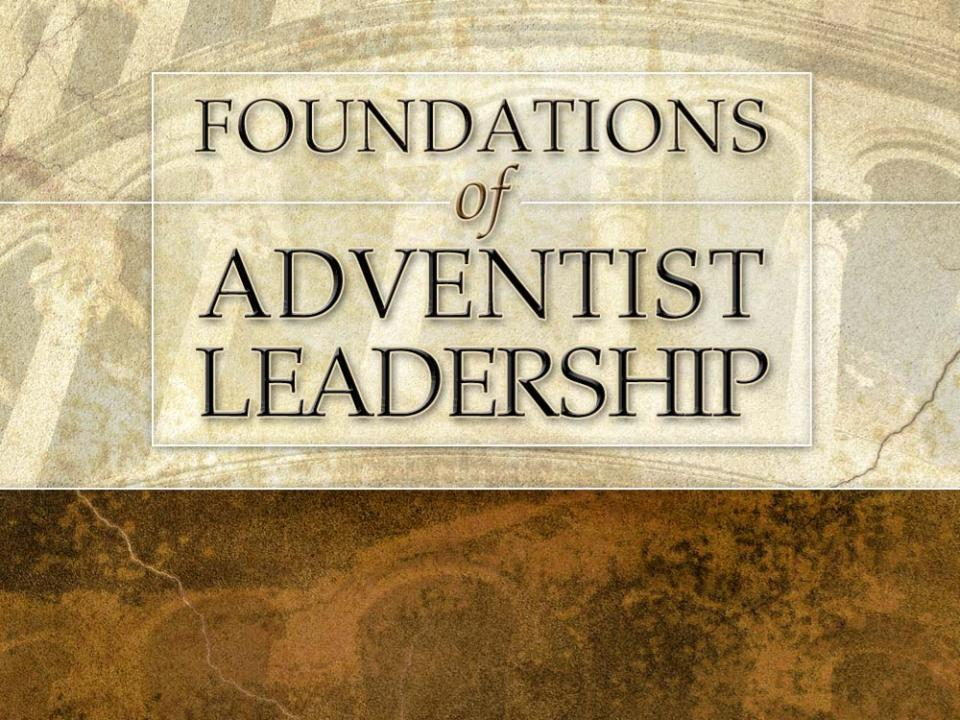 FOUNDATIONS
of
ADVENTIST
LEADERSHIP